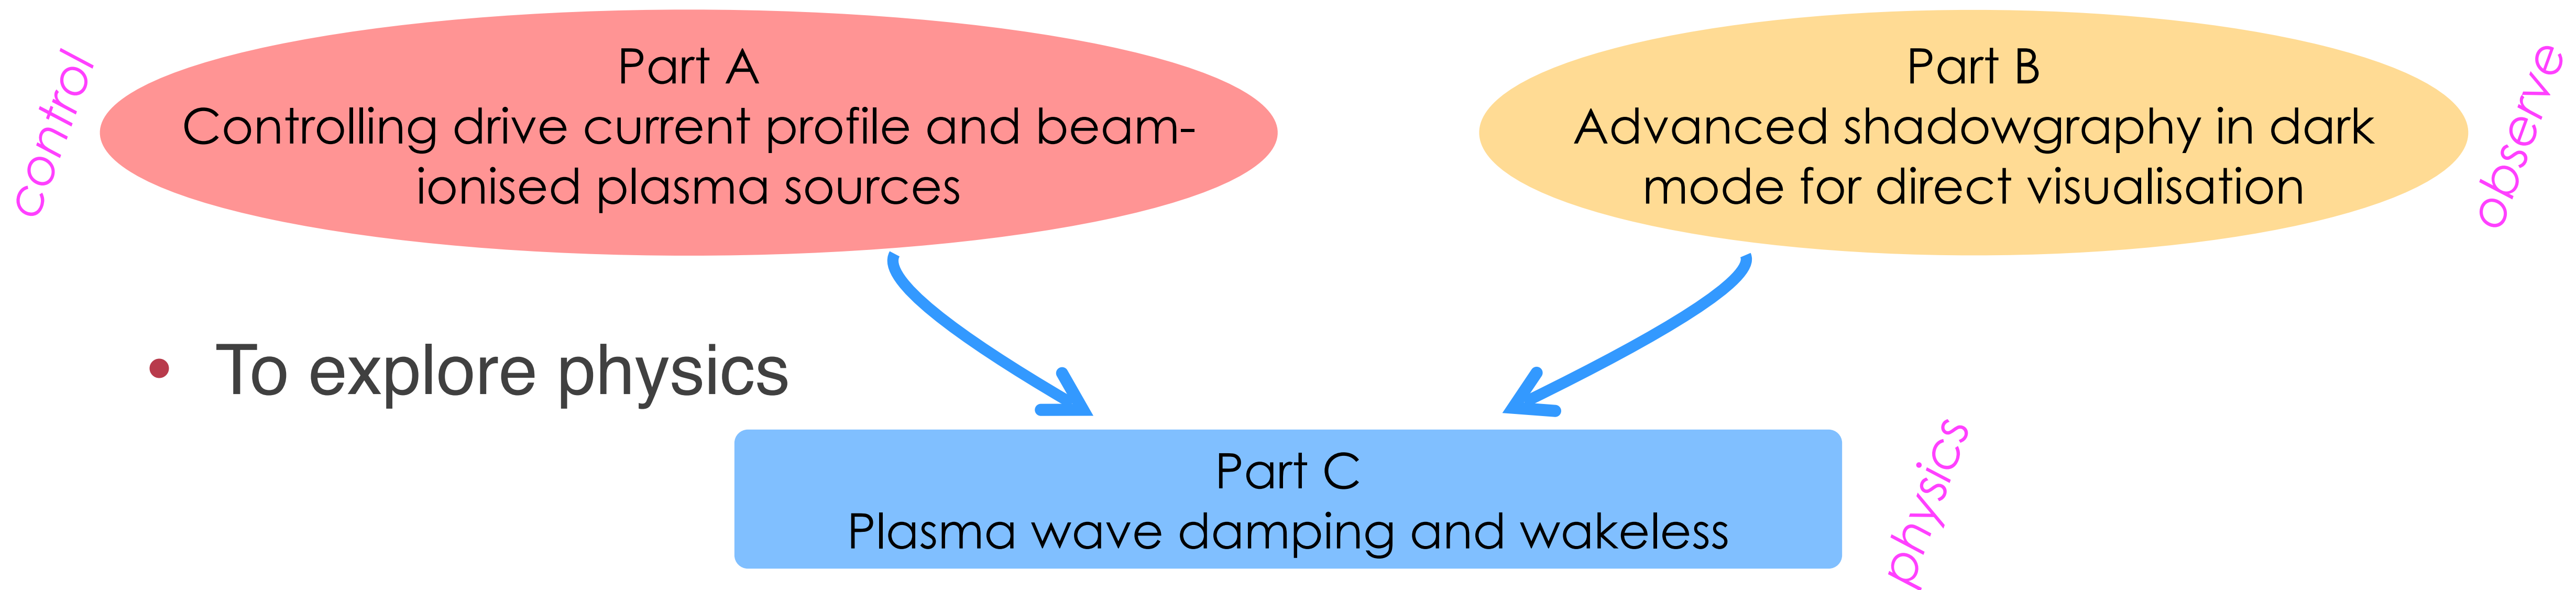 control
Part A
Controlling drive current profile and beam-
ionised plasma sources
Part B
Advanced shadowgraphy in dark
mode for direct visualisation
observe
• To explore physics
Part C
Plasma wave damping and wakeless
physics